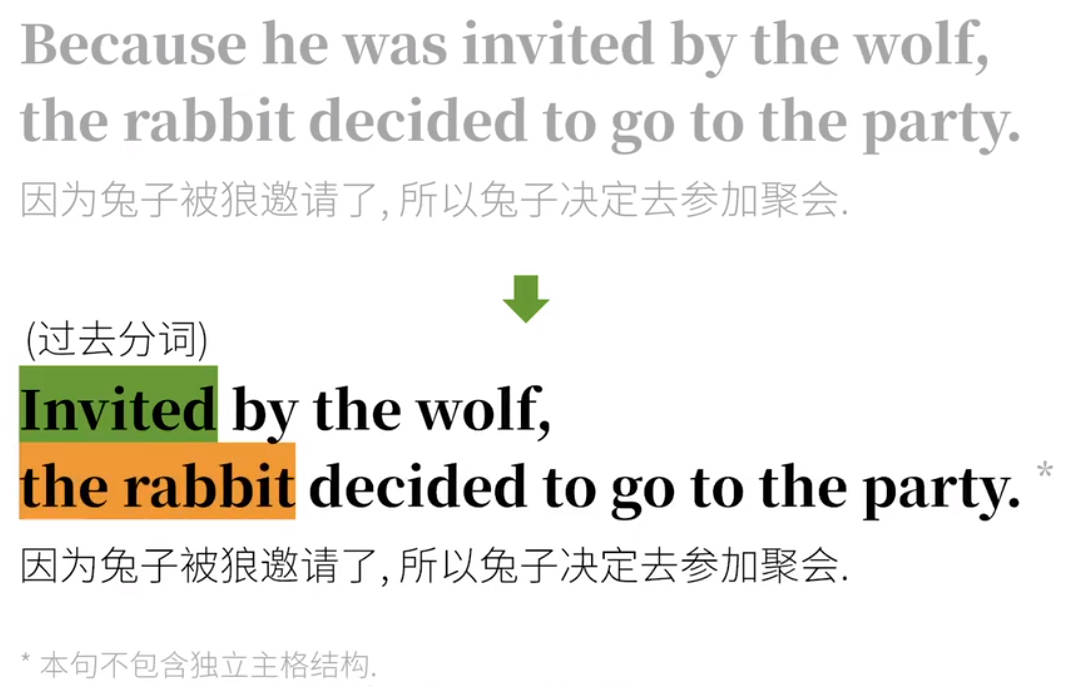 Because he was invited by the wolf,
the rabbit decided to go to the party.
因为兔子被狼邀请了, 所以兔子决定去参加聚会.
(过去分词)
Invited by the wolf,
the rabbit decided to go to the party. *
因为兔子被狼邀请了, 所以兔子决定去参加聚会.
* 本句不包含独立主格结构.